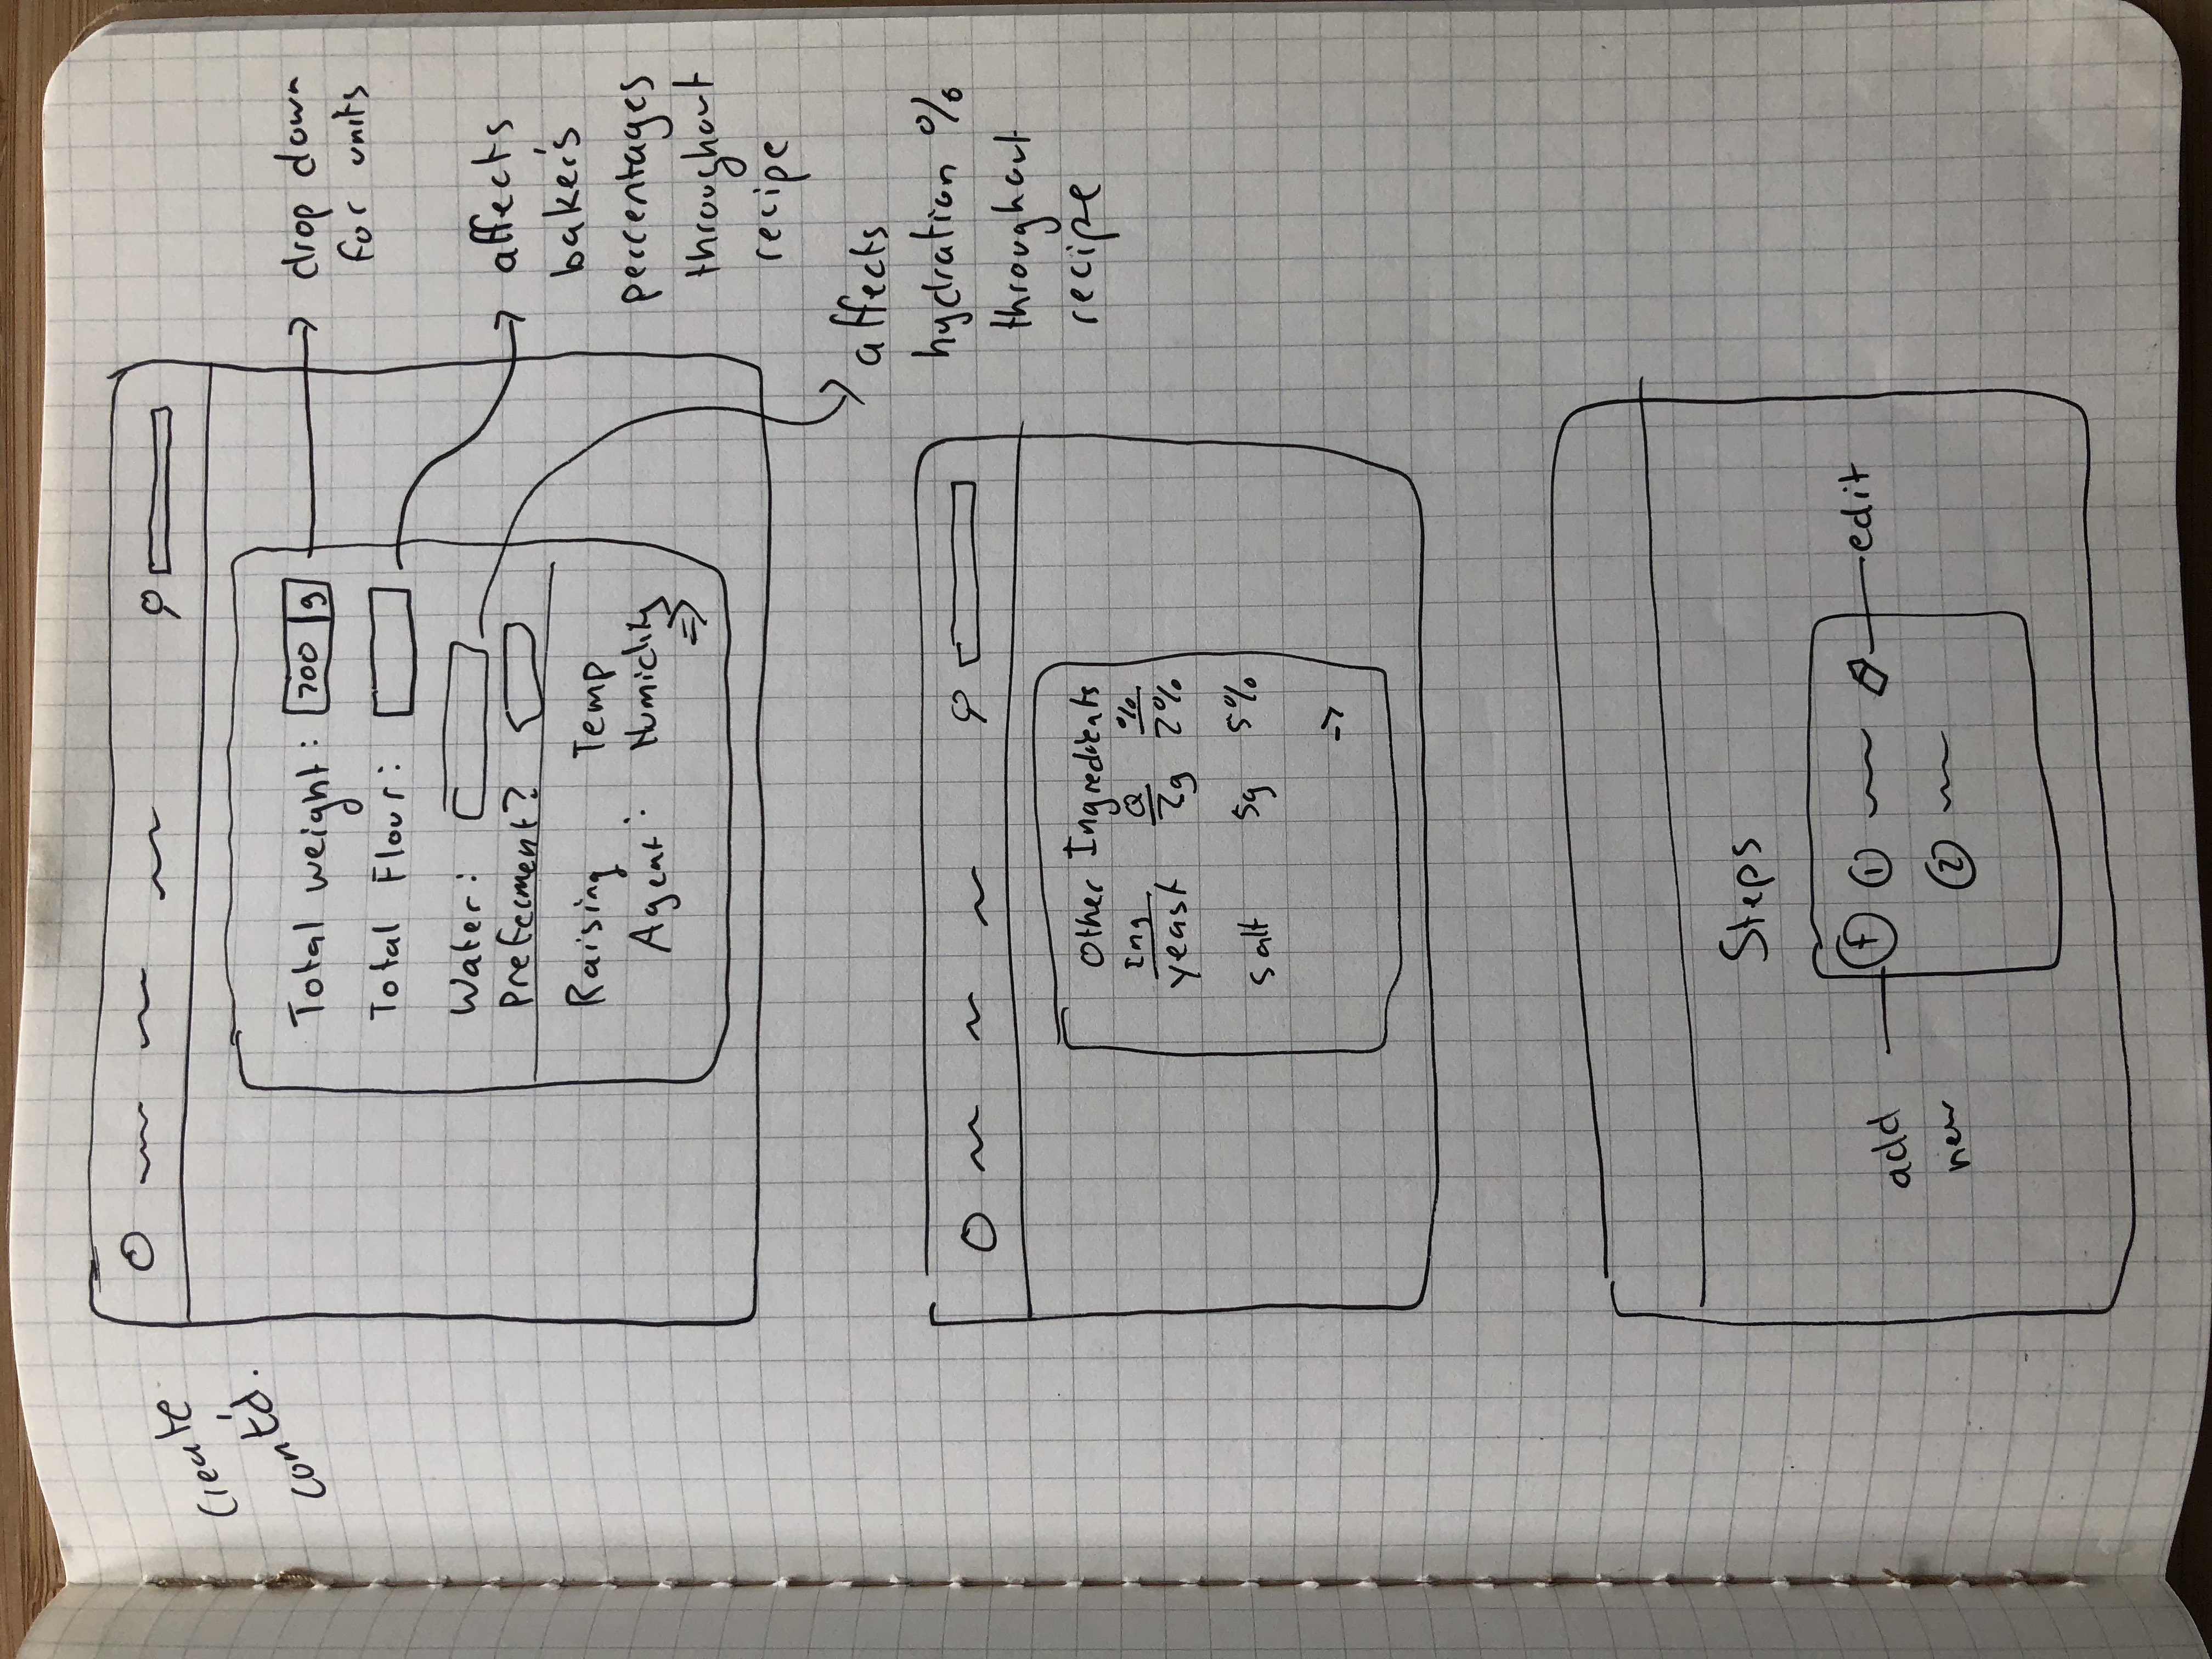 Create
cont'd.
Total weight: 700 g
drop down
for units
Total Flour:
Water:
Preferment?
affects
baker's
percentages
throughout
recipe
Raising Temp
Agent: Humidity
affects
hydration %
throughout
recipe
Other Ingredients
Ing Q %
yeast 2g 2%
salt 5g 5%
Steps
add
new
+ 1
edit
2